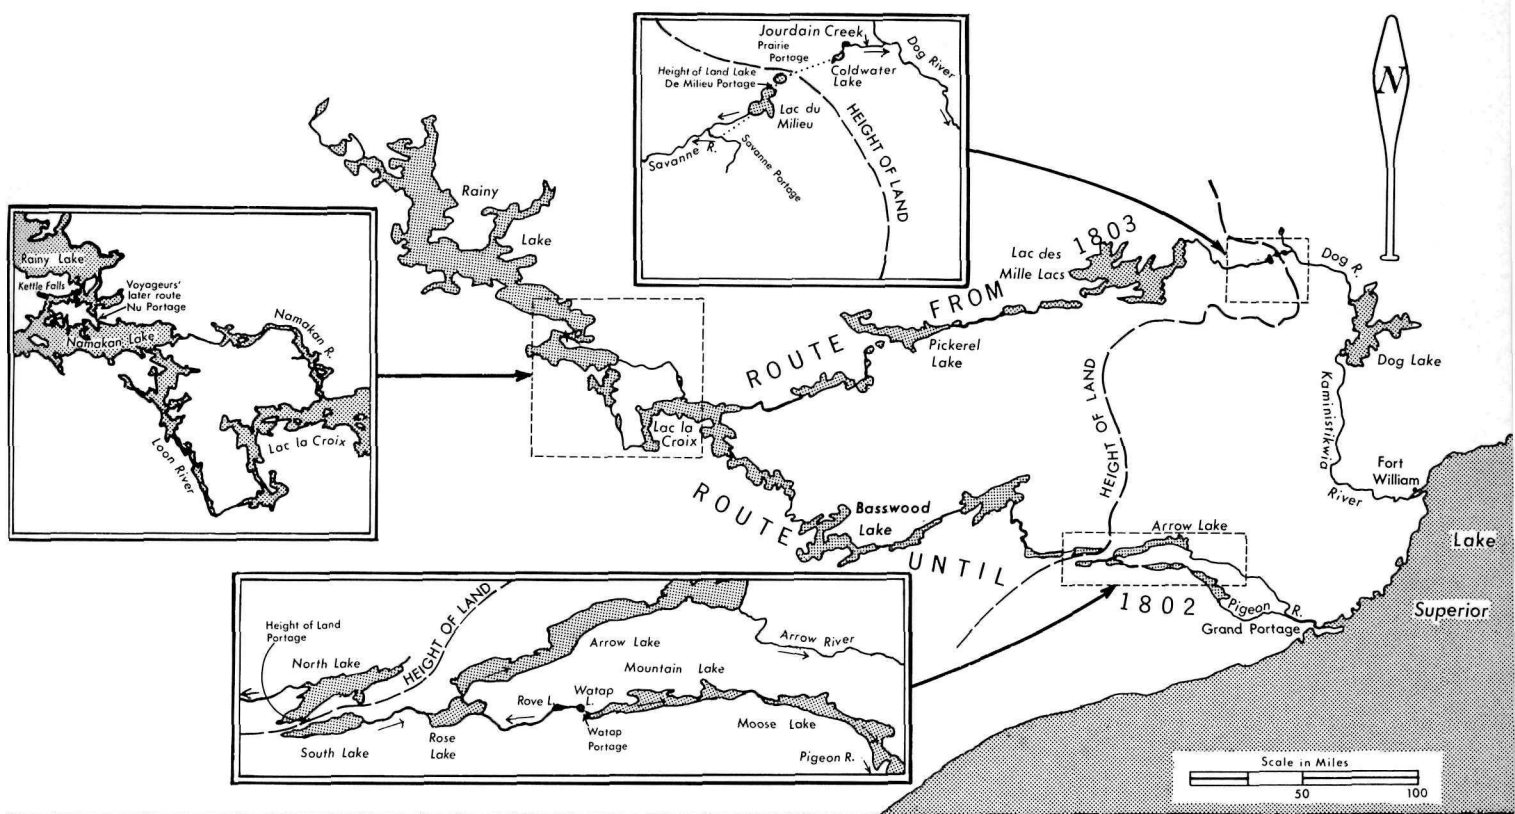 Jourdain Creek
Prairie
Portage
Dog River
Height of Land Lake
De Milieu Portage
Coldwater
Lake
Lac du
Milieu
HEIGHT OF LAND
Savanne R.
Savanne Portage
N
Rainy
Lake
Rainy Lake
Kettle Falls
Voyageurs'
later route
Nu Portage
Namakan Lake
Namakan R.
Loon River
Lac la Croix
Lac des
Mille Lacs
ROUTE FROM 1803
Pickerel
Lake
Dog R.
Dog Lake
Kaministikwia
River
Fort
William
HEIGHT OF LAND
Lac la
Croix
ROUTE UNTIL 1802
Basswood
Lake
Arrow Lake
Pigeon R.
Grand Portage
Lake
Superior
Height of Land
Portage
North Lake
HEIGHT OF LAND
South Lake
Rose
Lake
Rove L.
Watap
L.
Watap
Portage
Arrow Lake
Arrow River
Mountain Lake
Moose Lake
Pigeon R.
Scale in Miles
50
100